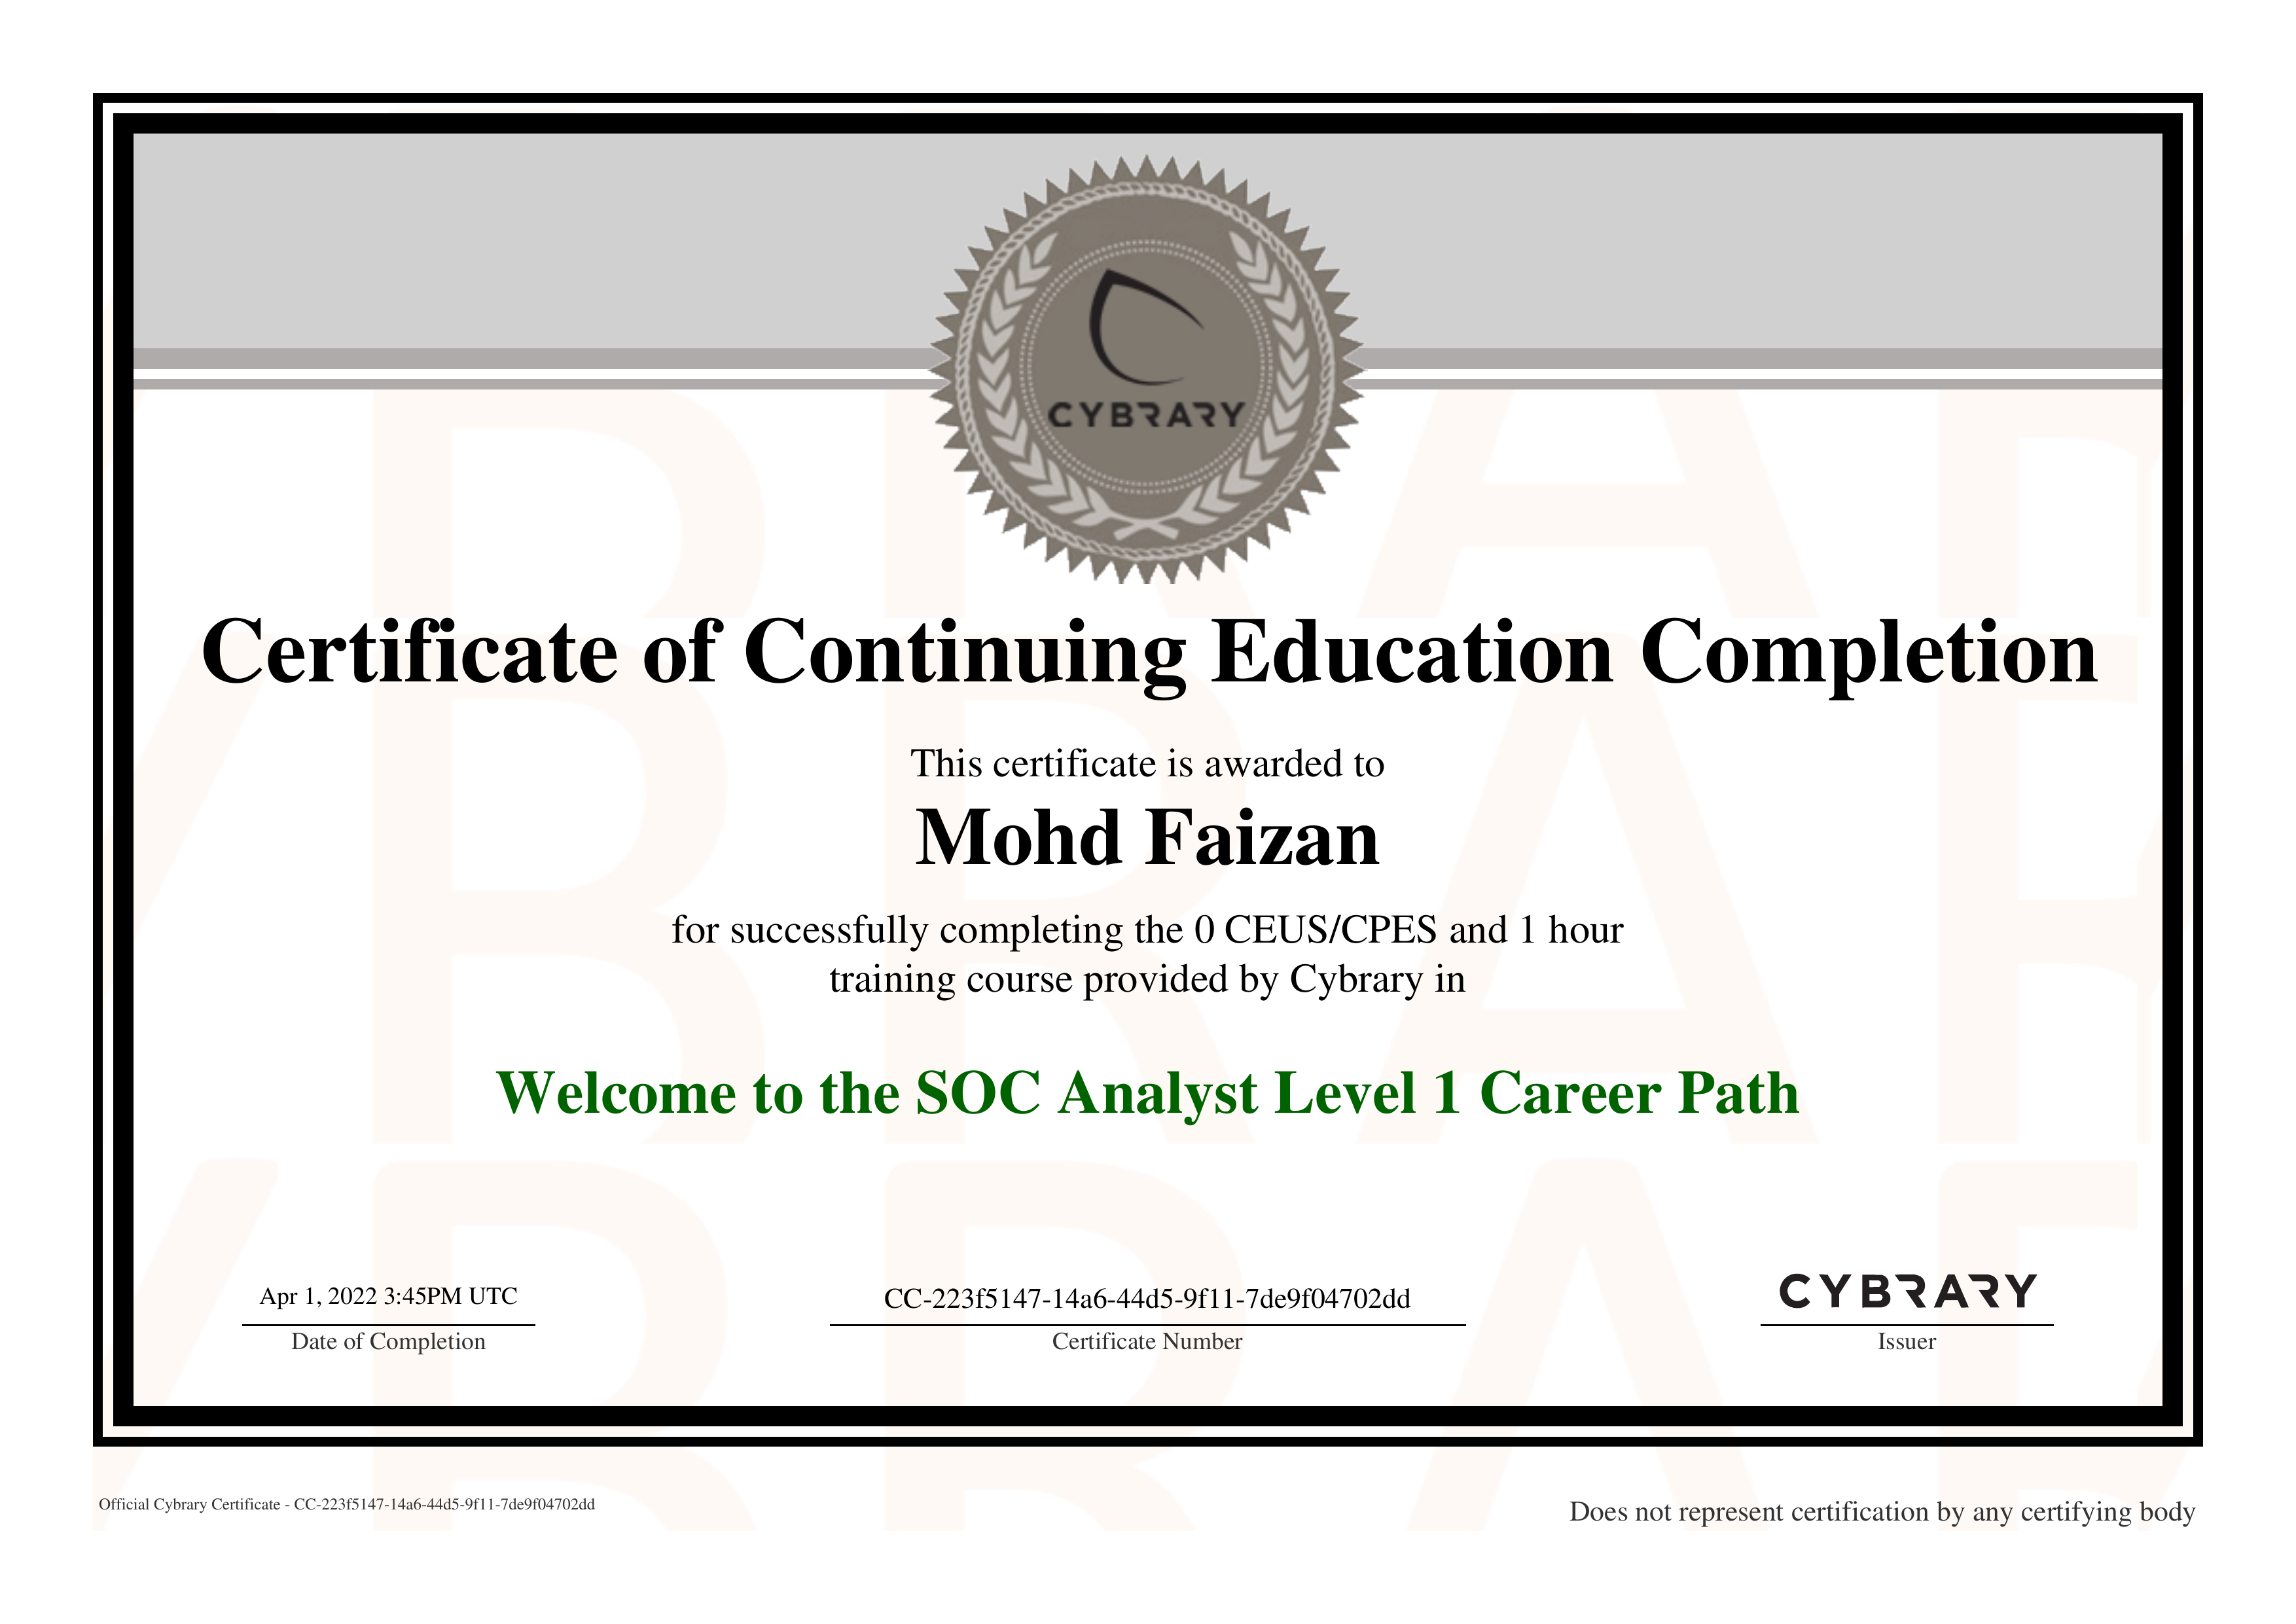 CYBRARY
Certificate of Continuing Education Completion
This certificate is awarded to
Mohd Faizan
for successfully completing the 0 CEUS/CPES and 1 hour
training course provided by Cybrary in
Welcome to the SOC Analyst Level 1 Career Path
Apr 1, 2022 3:45PM UTC
Date of Completion
CC-223f5147-14a6-44d5-9f11-7de9f04702dd
Certificate Number
CYBRARY
Issuer
Official Cybrary Certificate - CC-223f5147-14a6-44d5-9f11-7de9f04702dd
Does not represent certification by any certifying body